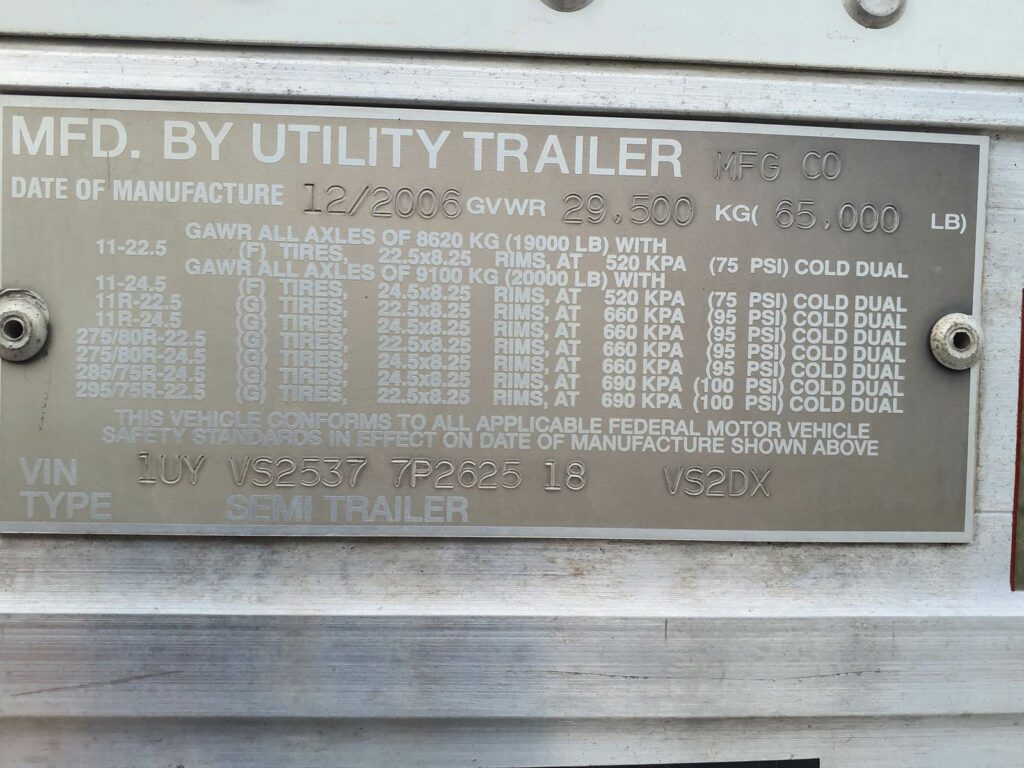 MFD. BY UTILITY TRAILER MFG CO
DATE OF MANUFACTURE 12/2006 GVWR 29,500 KG( 65,000 LB)
GAWR ALL AXLES OF 8620 KG (19000 LB) WITH
11-22.5 (F) TIRES, 22.5x8.25 RIMS, AT 520 KPA (75 PSI) COLD DUAL
GAWR ALL AXLES OF 9100 KG (20000 LB) WITH
11-24.5 (F) TIRES, 24.5x8.25 RIMS, AT 520 KPA (75 PSI) COLD DUAL
11R-22.5 (G) TIRES, 22.5x8.25 RIMS, AT 660 KPA (95 PSI) COLD DUAL
11R-24.5 (G) TIRES, 24.5x8.25 RIMS, AT 660 KPA (95 PSI) COLD DUAL
275/80R-22.5 (G) TIRES, 22.5x8.25 RIMS, AT 660 KPA (95 PSI) COLD DUAL
275/80R-24.5 (G) TIRES, 24.5x8.25 RIMS, AT 660 KPA (95 PSI) COLD DUAL
285/75R-24.5 (G) TIRES, 24.5x8.25 RIMS, AT 690 KPA (100 PSI) COLD DUAL
295/75R-22.5 (G) TIRES, 22.5x8.25 RIMS, AT 690 KPA (100 PSI) COLD DUAL
THIS VEHICLE CONFORMS TO ALL APPLICABLE FEDERAL MOTOR VEHICLE
SAFETY STANDARDS IN EFFECT ON DATE OF MANUFACTURE SHOWN ABOVE
VIN 1UY VS2537 7P2625 18 VS2DX
TYPE SEMI TRAILER